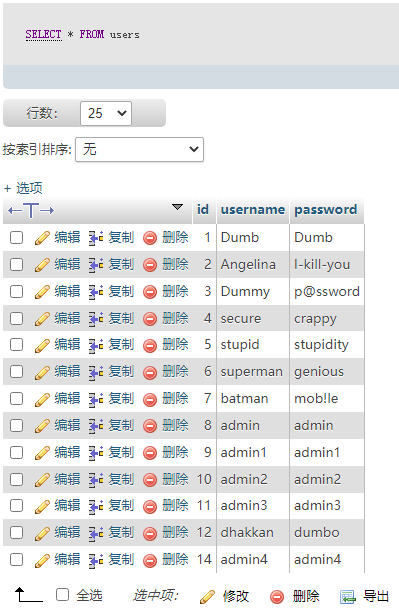 SELECT * FROM users
行数： 25
按索引排序: 无
+ 选项
←T→ id username password
编辑 复制 删除 1 Dumb Dumb
编辑 复制 删除 2 Angelina I-kill-you
编辑 复制 删除 3 Dummy p@ssword
编辑 复制 删除 4 secure crappy
编辑 复制 删除 5 stupid stupidity
编辑 复制 删除 6 superman genious
编辑 复制 删除 7 batman mob!le
编辑 复制 删除 8 admin admin
编辑 复制 删除 9 admin1 admin1
编辑 复制 删除 10 admin2 admin2
编辑 复制 删除 11 admin3 admin3
编辑 复制 删除 12 dhakkan dumbo
编辑 复制 删除 14 admin4 admin4
全选 选中项： 修改 删除 导出